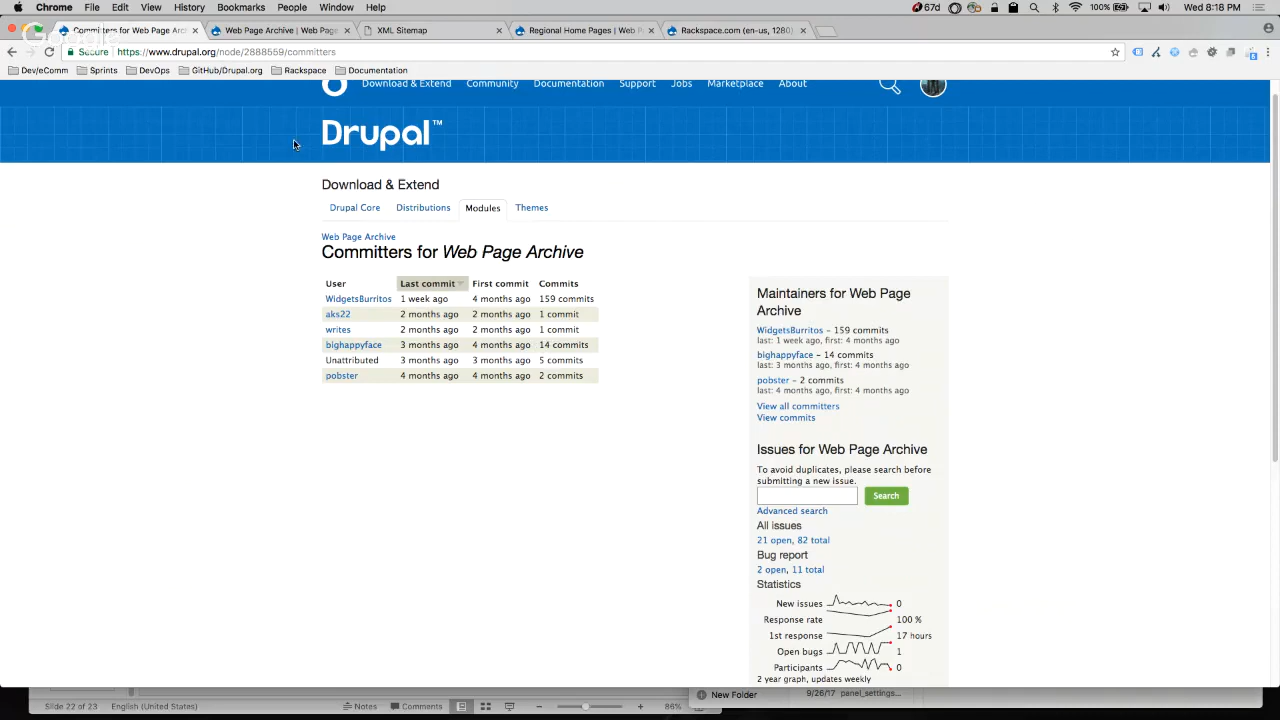 Chrome File Edit View History Bookmarks People Window Help 67d 100% Wed 8:18 PM
Committers for Web Page Arc × Web Page Archive | Web Page × XML Sitemap × Regional Home Pages | Web P × Rackspace.com (en-us, 1280) ×
Google
Secure https://www.drupal.org/node/2888559/committers
Dev/eComm Sprints DevOps GitHub/Drupal.org Rackspace Documentation
Download & Extend Community Documentation Support Jobs Marketplace About
Drupal™
Download & Extend
Drupal Core Distributions Modules Themes
Web Page Archive
Committers for Web Page Archive
User Last commit First commit Commits
WidgetsBurritos 1 week ago 4 months ago 159 commits
aks22 2 months ago 2 months ago 1 commit
writes 2 months ago 2 months ago 1 commit
bighappyface 3 months ago 4 months ago 14 commits
Unattributed 3 months ago 3 months ago 5 commits
pobster 4 months ago 4 months ago 2 commits
Maintainers for Web Page
Archive
WidgetsBurritos – 159 commits
last: 1 week ago, first: 4 months ago
bighappyface – 14 commits
last: 3 months ago, first: 4 months ago
pobster – 2 commits
last: 4 months ago, first: 4 months ago
View all committers
View commits
Issues for Web Page Archive
To avoid duplicates, please search before
submitting a new issue.
Search
Advanced search
All issues
21 open, 82 total
Bug report
2 open, 11 total
Statistics
New issues 0
Response rate 100 %
1st response 17 hours
Open bugs 1
Participants 0
2 year graph, updates weekly
Slide 22 of 23 English (United States) Notes Comments 86% New Folder 9/26/17 panel_settings...